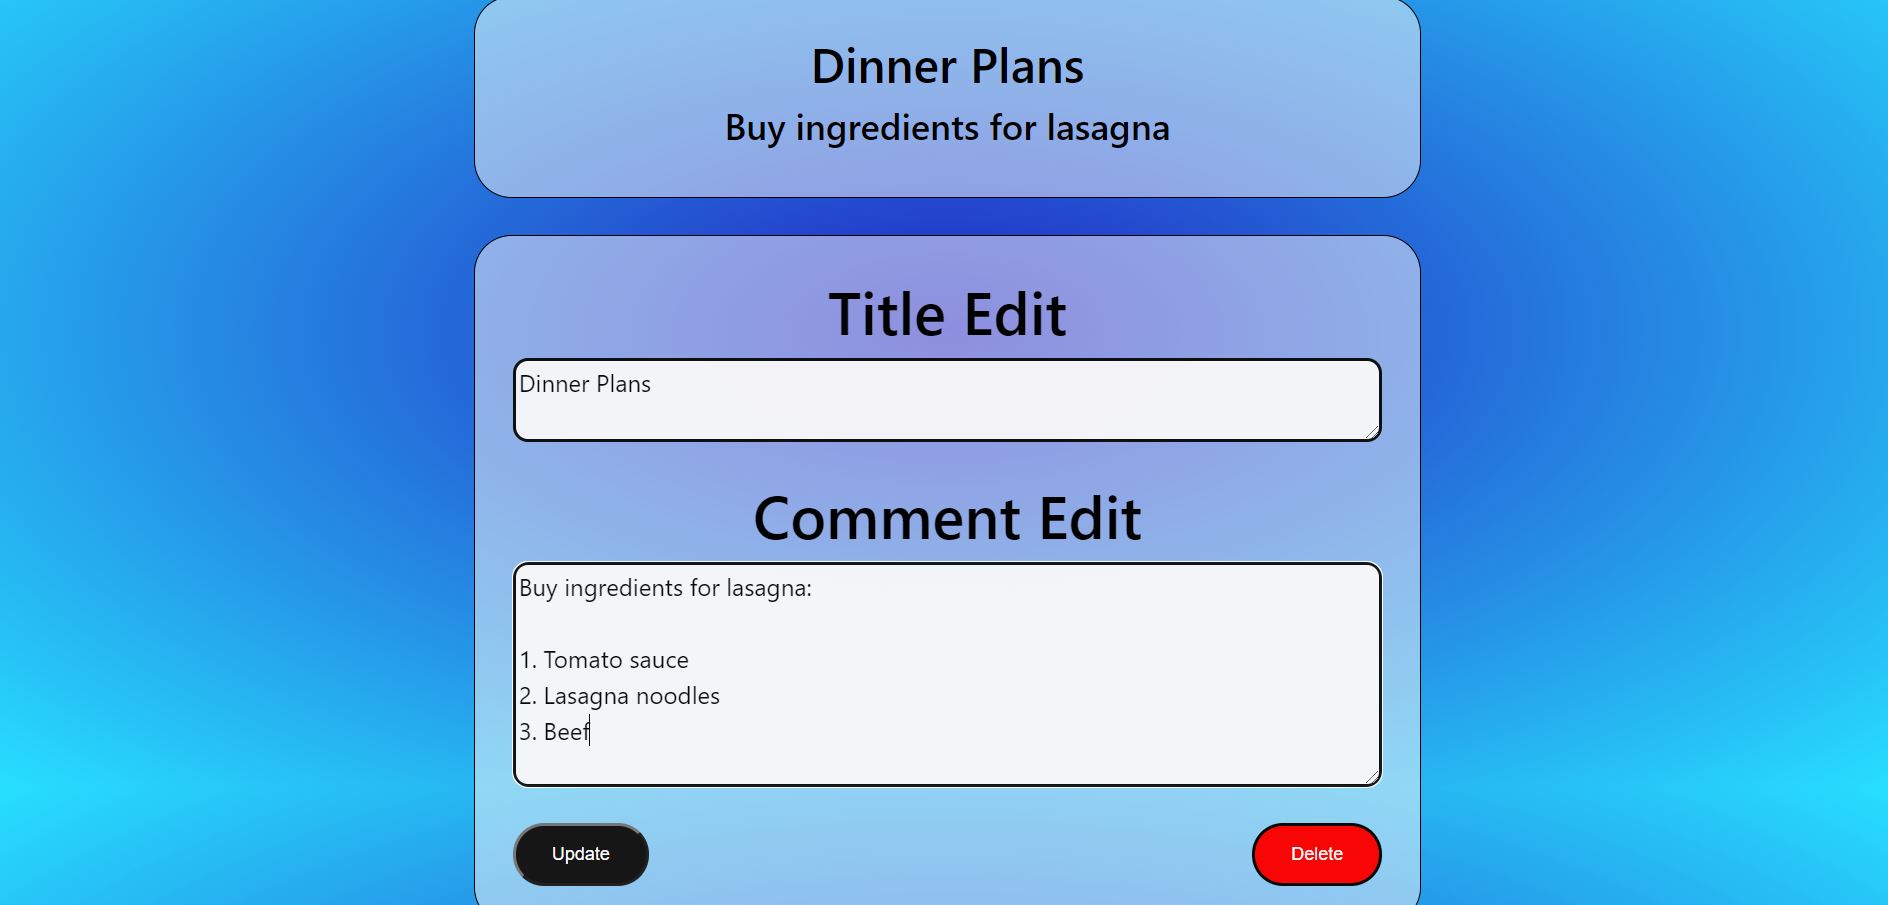 Dinner Plans
Buy ingredients for lasagna
Title Edit
Dinner Plans
Comment Edit
Buy ingredients for lasagna:
1. Tomato sauce
2. Lasagna noodles
3. Beef
Update
Delete